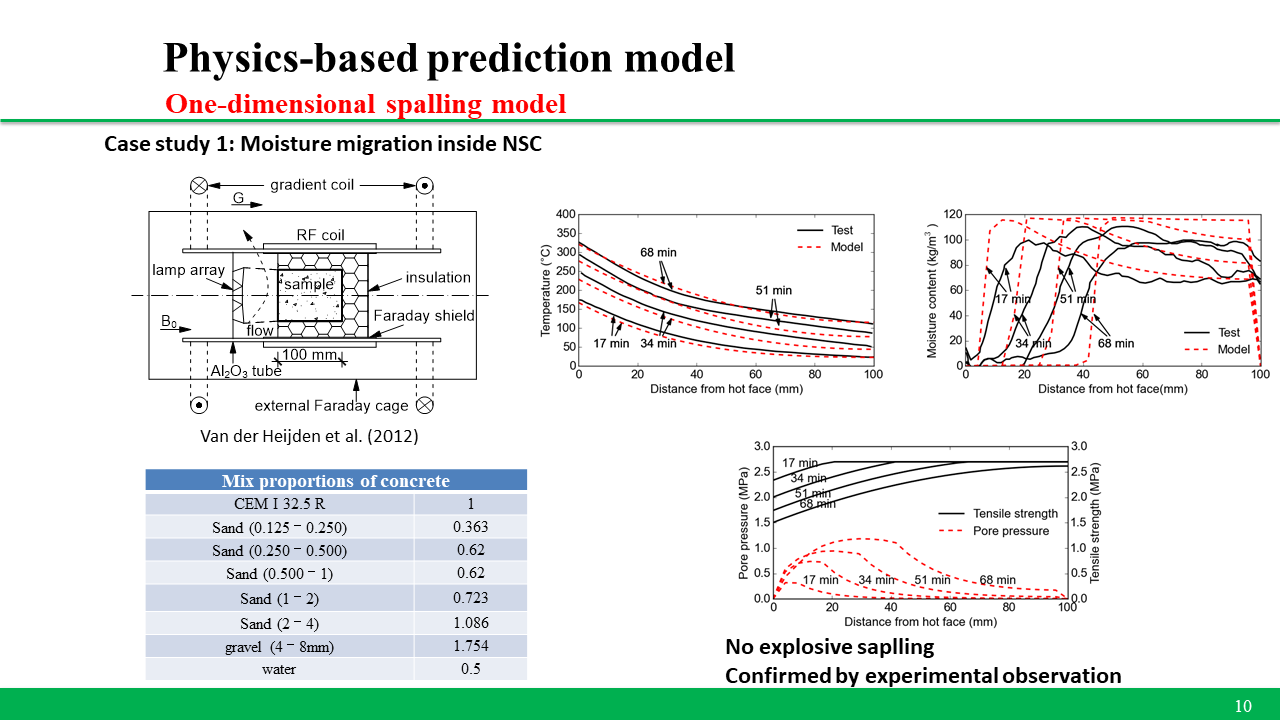 Physics-based prediction model
One-dimensional spalling model
Case study 1: Moisture migration inside NSC
gradient coil
G
RF coil
lamp array
sample
insulation
B₀
Faraday shield
flow
100 mm
Al₂O₃ tube
external Faraday cage
Van der Heijden et al. (2012)
Mix proportions of concrete
CEM I 32.5 R 1
Sand (0.125－0.250) 0.363
Sand (0.250－0.500) 0.62
Sand (0.500－1) 0.62
Sand (1－2) 0.723
Sand (2－4) 1.086
gravel (4－8mm) 1.754
water 0.5
Temperature (°C)
400
350
300
250
200
150
100
50
0
Test
Model
68 min
51 min
17 min 34 min
0 20 40 60 80 100
Distance from hot face (mm)
Moisture content (kg/m³ )
120
100
80
60
40
20
0
17 min 51 min
34 min 68 min
Test
Model
0 20 40 60 80 100
Distance from hot face(mm)
Pore pressure (MPa)
3.0
2.5
2.0
1.5
1.0
0.5
0.0
17 min
34 min
51 min
68 min
Tensile strength
Pore pressure
17 min 34 min 51 min 68 min
3.0
2.5
2.0
1.5
1.0
0.5
0.0
Tensile strength (MPa)
0 20 40 60 80 100
Distance from hot face (mm)
No explosive saplling
Confirmed by experimental observation
10